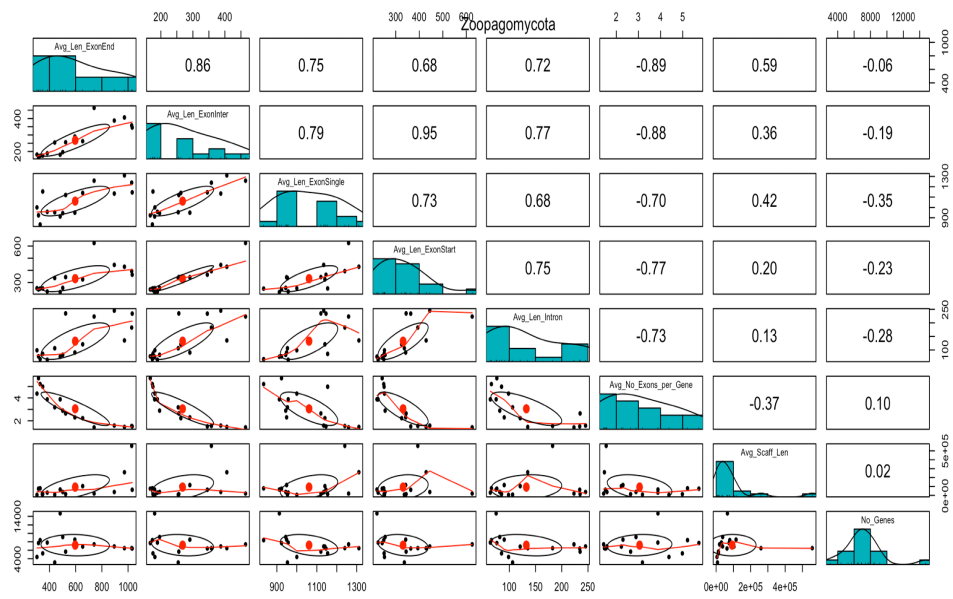 Zoopagomycota
200 300 400 300 400 500 600 2 3 4 5 4000 8000 12000
Avg_Len_ExonEnd 0.86 0.75 0.68 0.72 -0.89 0.59 -0.06 400 1000
200 400 Avg_Len_ExonInter 0.79 0.95 0.77 -0.88 0.36 -0.19
Avg_Len_ExonSingle 0.73 0.68 -0.70 0.42 -0.35 900 1300
300 600 Avg_Len_ExonStart 0.75 -0.77 0.20 -0.23
Avg_Len_Intron -0.73 0.13 -0.28 100 250
2 4 Avg_No_Exons_per_Gene -0.37 0.10
Avg_Scaff_Len 0.02 0e+00 5e+05
4000 14000 No_Genes
400 600 800 1000 900 1100 1300 50 100 150 200 250 0e+00 2e+05 4e+05